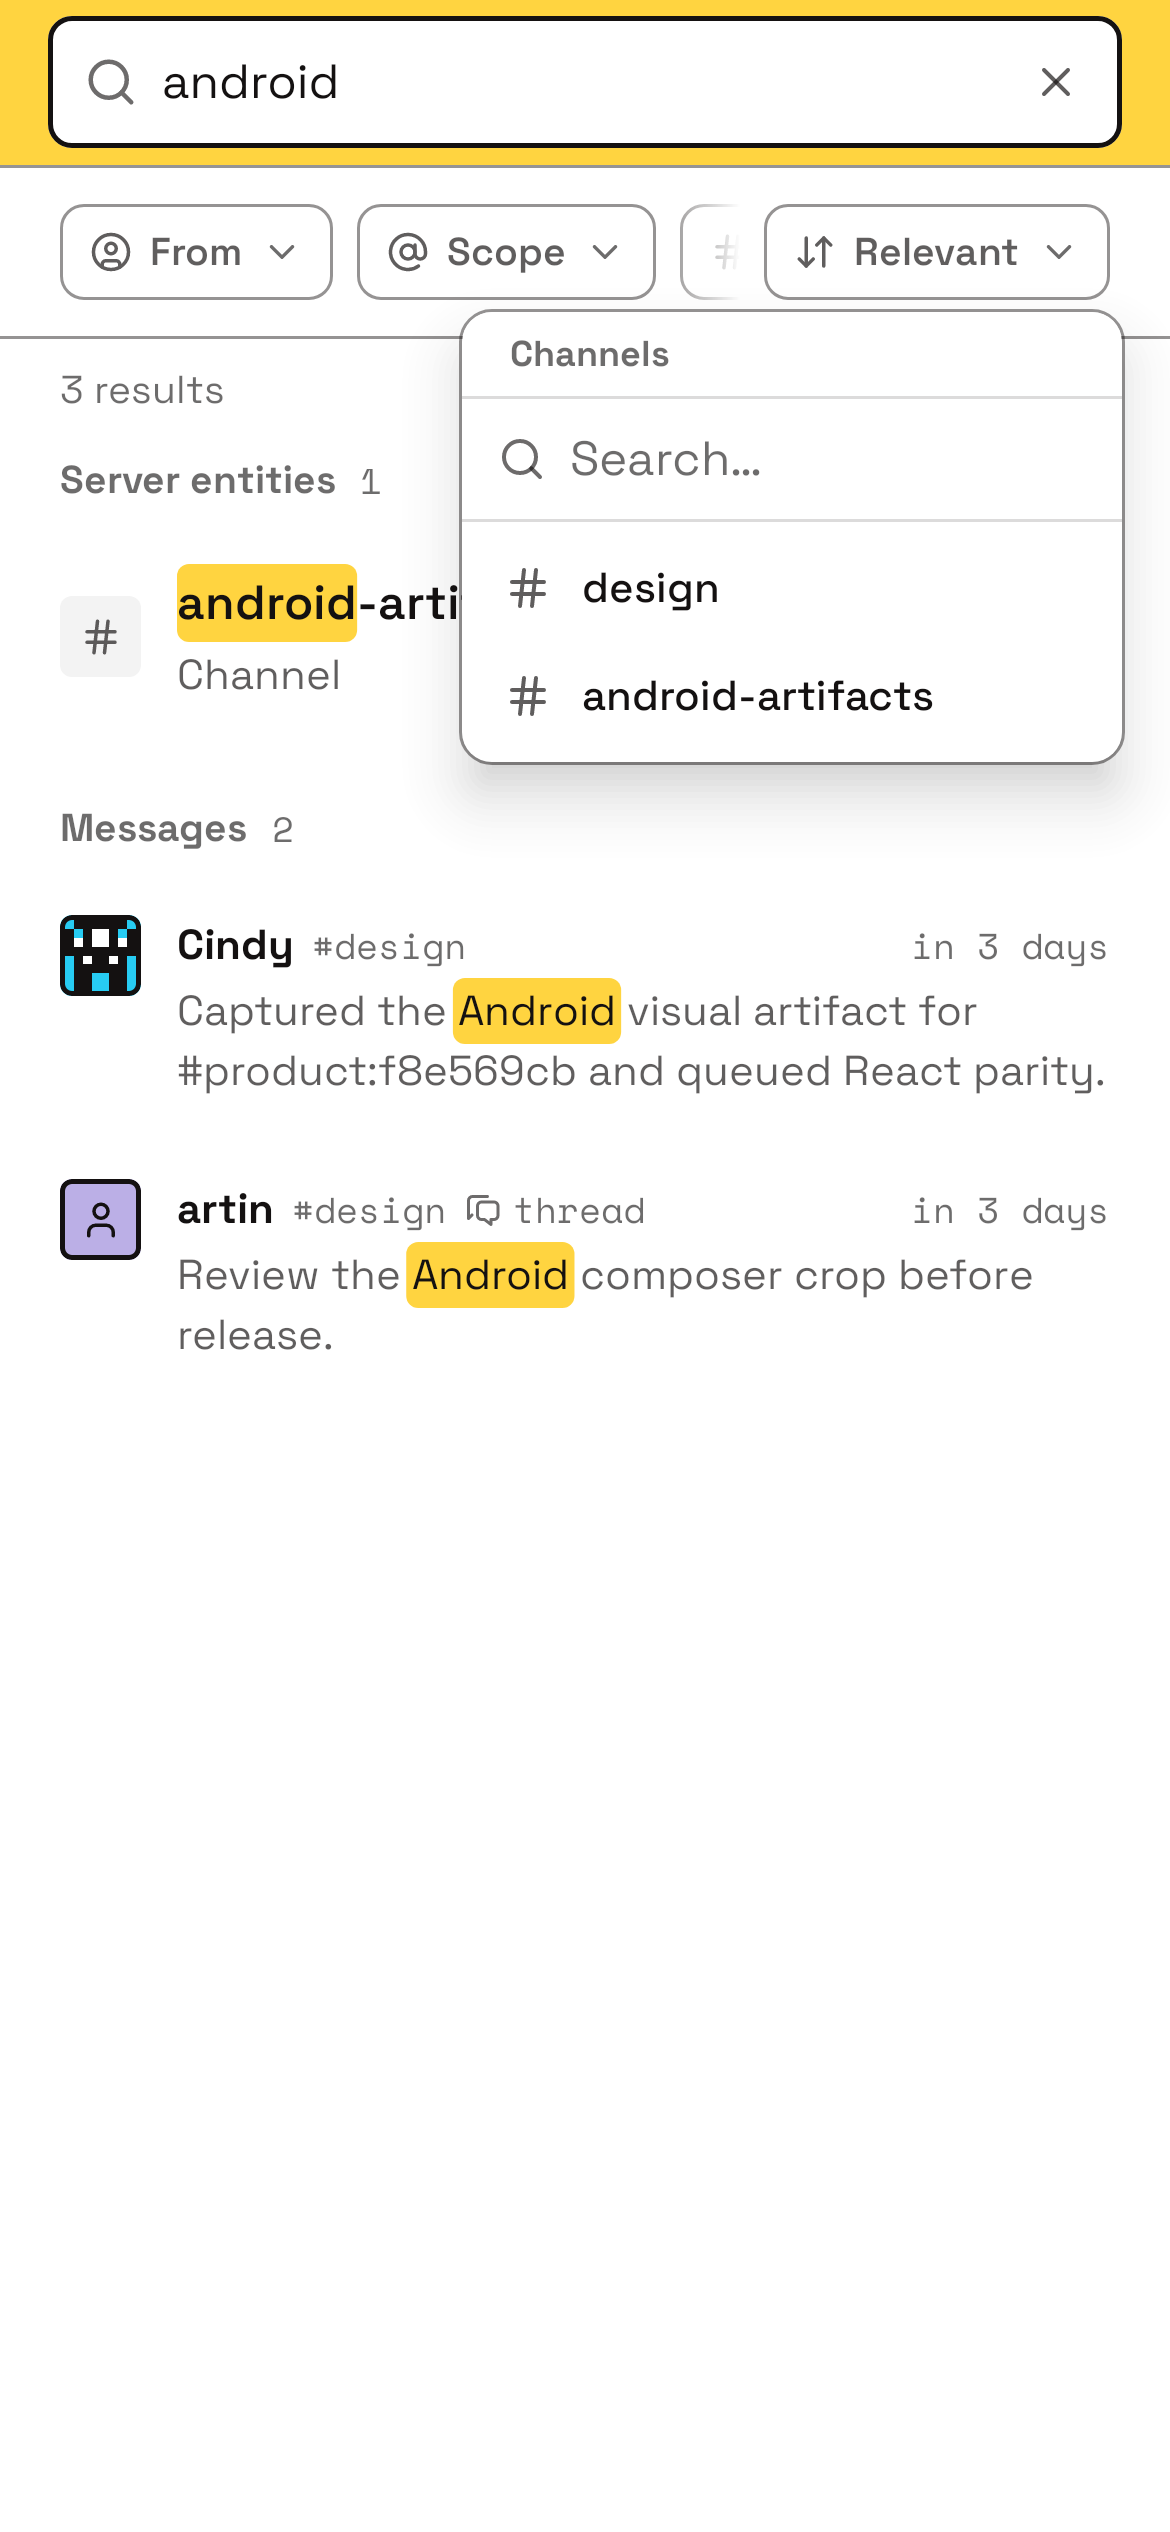 android
From
Scope
#
Relevant
Channels
3 results
Search...
Server entities 1
# design
# android-arti
Channel
# android-artifacts
Messages 2
Cindy #design in 3 days
Captured the Android visual artifact for
#product:f8e569cb and queued React parity.
artin #design thread in 3 days
Review the Android composer crop before
release.